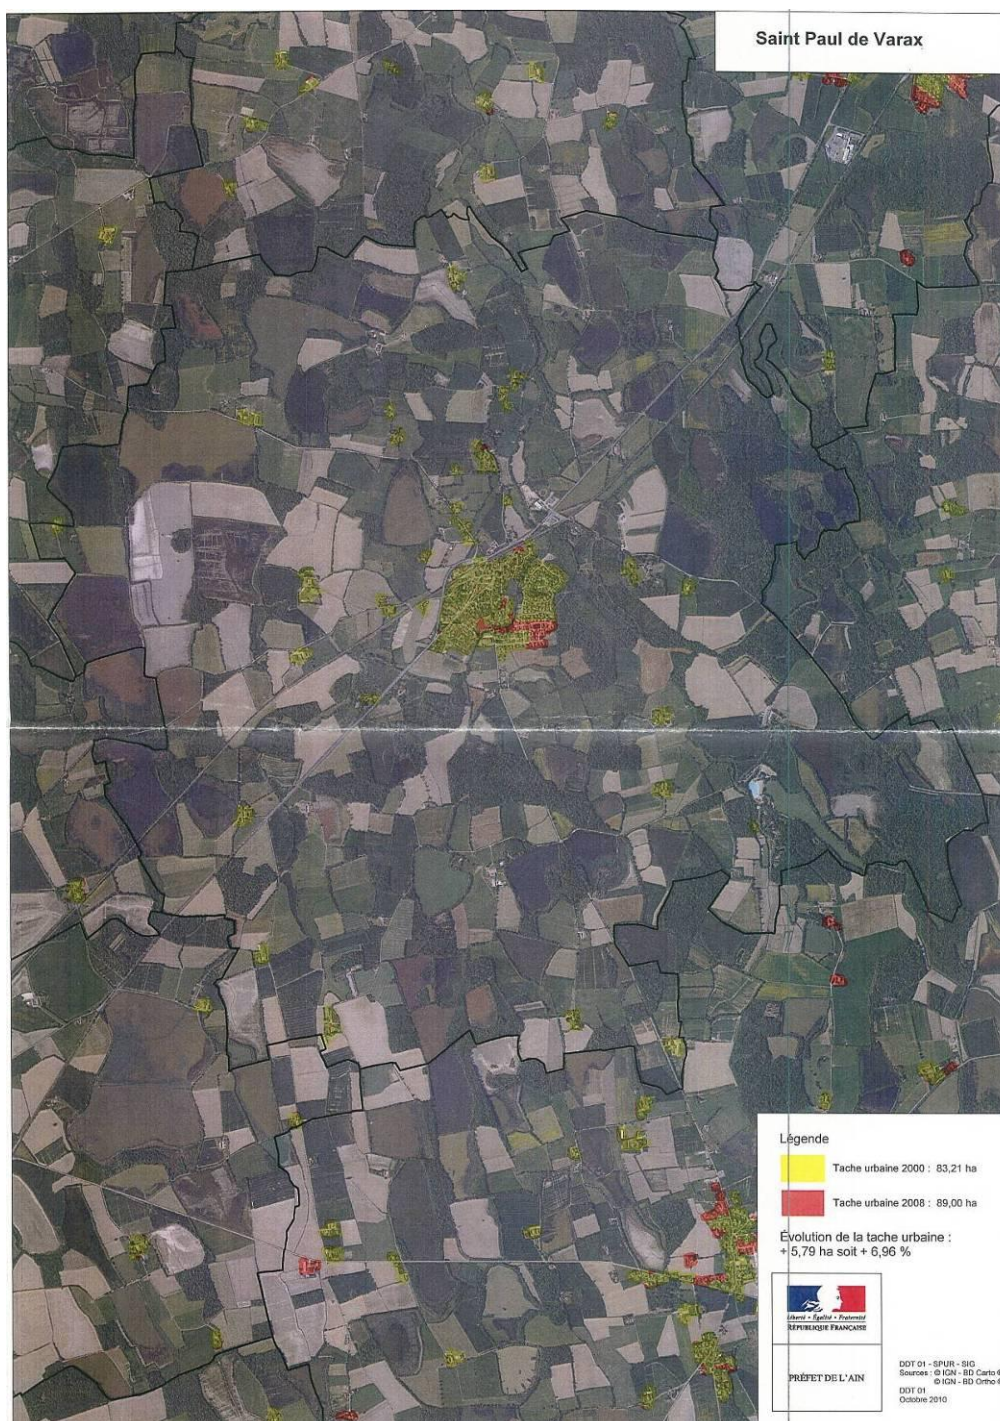 Saint Paul de Varax
Légende
Tache urbaine 2000 : 83,21 ha
Tache urbaine 2008 : 89,00 ha
Évolution de la tache urbaine :
+ 5,79 ha soit + 6,96 %
Liberté • Égalité • Fraternité
RÉPUBLIQUE FRANÇAISE
PRÉFET DE L'AIN
DDT 01 - SPUR - SIG
Sources : © IGN - BD Carto ©
© IGN - BD Ortho ©
DDT 01
Octobre 2010